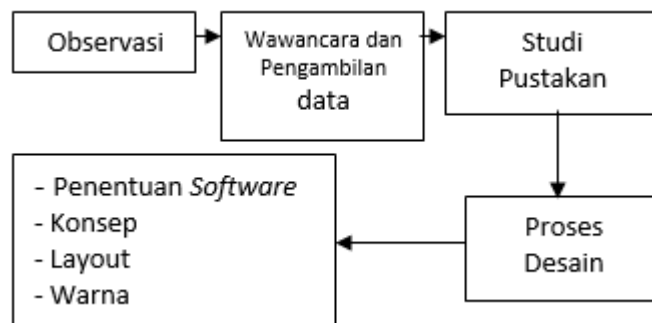 Observasi
Wawancara dan
Pengambilan
data
Studi
Pustakan
Proses
Desain
- Penentuan Software
- Konsep
- Layout
- Warna